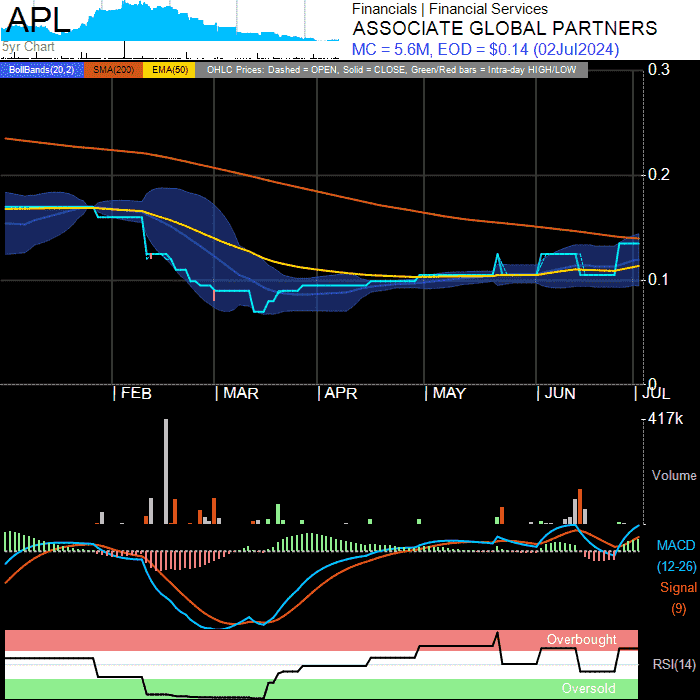 APL
5yr Chart
Financials | Financial Services
ASSOCIATE GLOBAL PARTNERS
MC = 5.6M, EOD = $0.14 (02Jul2024)
BollBands(20,2) SMA(200) EMA(50) OHLC Prices: Dashed = OPEN, Solid = CLOSE, Green/Red bars = Intra-day HIGH/LOW
0.3
0.2
0.1
0
| FEB | MAR | APR | MAY | JUN | JUL
417k
Volume
MACD
(12-26)
Signal
(9)
Overbought
RSI(14)
Oversold